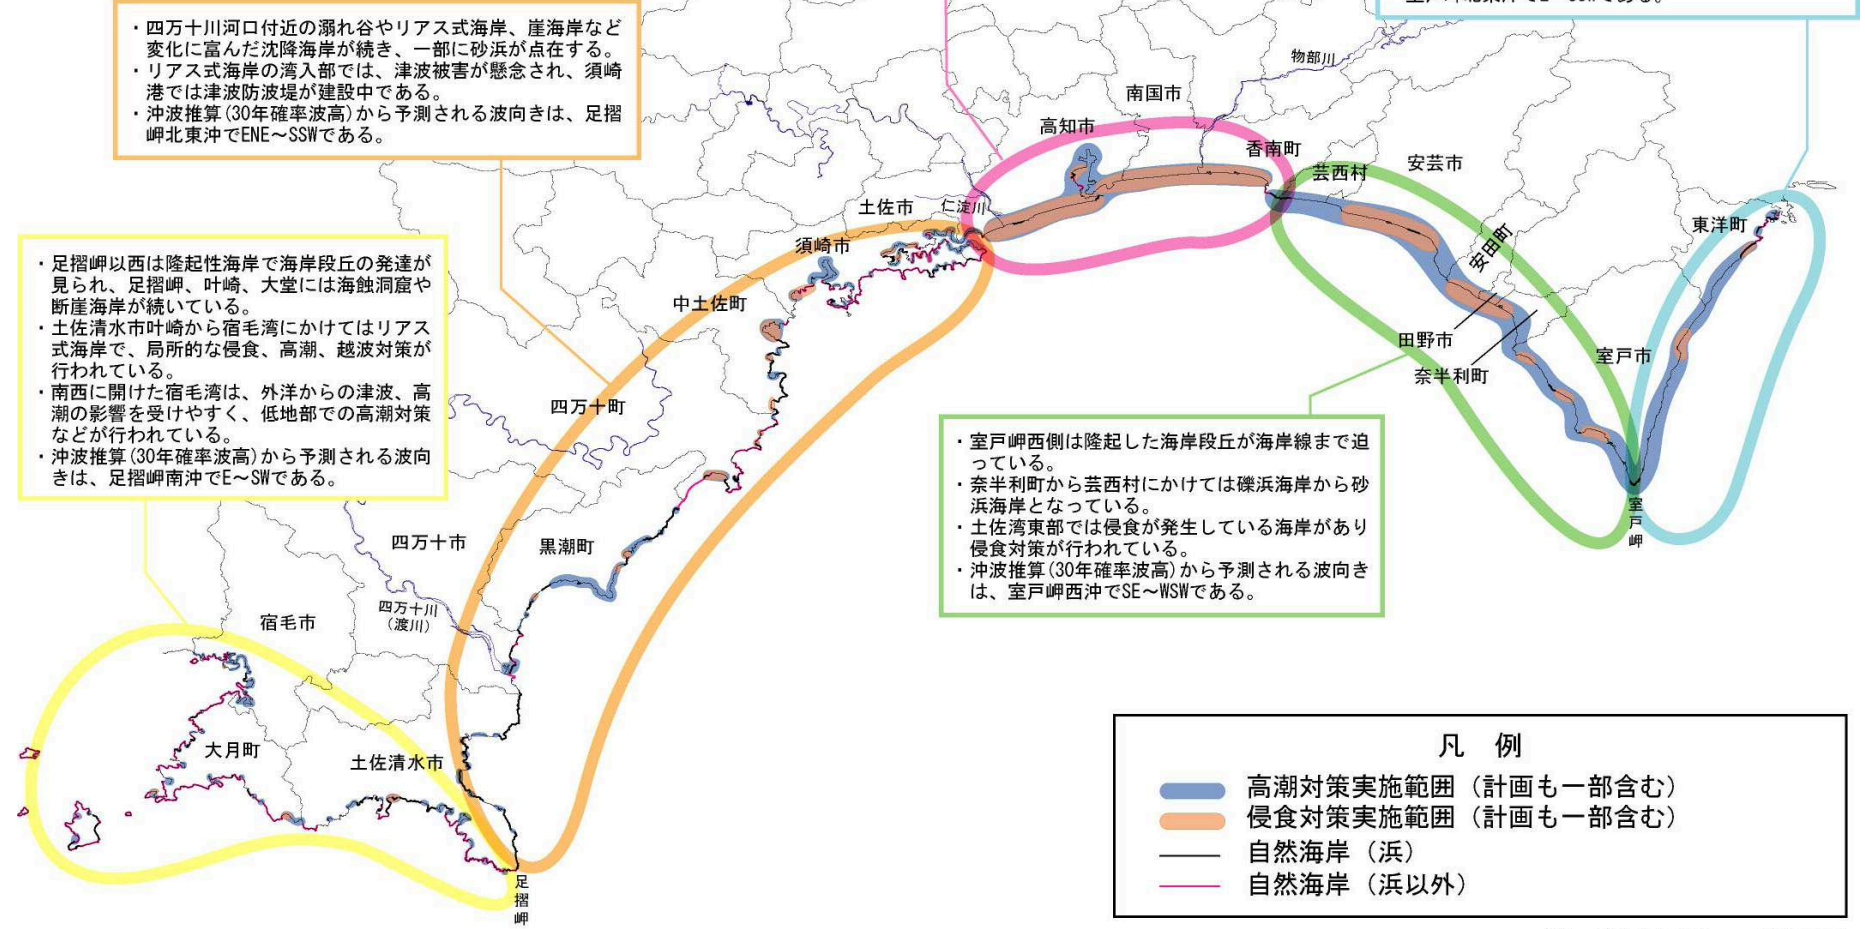 ・四万十川河口付近の溺れ谷やリアス式海岸、崖海岸など
変化に富んだ沈降海岸が続き、一部に砂浜が点在する。
・リアス式海岸の湾入部では、津波被害が懸念され、須崎
港では津波防波堤が建設中である。
・沖波推算(30年確率波高)から予測される波向きは、足摺
岬北東沖でENE～SSWである。
物部川
南国市
高知市
香南町
芸西村
安芸市
土佐市
仁淀川
須崎市
東洋町
安田町
中土佐町
田野市
室戸市
奈半利町
四万十町
・足摺岬以西は隆起性海岸で海岸段丘の発達が
見られ、足摺岬、叶崎、大堂には海蝕洞窟や
断崖海岸が続いている。
・土佐清水市叶崎から宿毛湾にかけてはリアス
式海岸で、局所的な侵食、高潮、越波対策が
行われている。
・南西に開けた宿毛湾は、外洋からの津波、高
潮の影響を受けやすく、低地部での高潮対策
などが行われている。
・沖波推算(30年確率波高)から予測される波向
きは、足摺岬南沖でE～SWである。
・室戸岬西側は隆起した海岸段丘が海岸線まで迫
っている。
・奈半利町から芸西村にかけては礫浜海岸から砂
浜海岸となっている。
・土佐湾東部では侵食が発生している海岸があり
侵食対策が行われている。
・沖波推算(30年確率波高)から予測される波向き
は、室戸岬西沖でSE～WSWである。
室戸岬
四万十市
黒潮町
四万十川
（渡川）
宿毛市
大月町
土佐清水市
足摺岬
凡 例
高潮対策実施範囲（計画も一部含む）
侵食対策実施範囲（計画も一部含む）
自然海岸（浜）
自然海岸（浜以外）